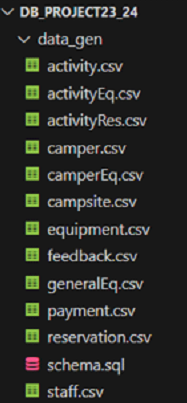 DB_PROJECT23_24
data_gen
activity.csv
activityEq.csv
activityRes.csv
camper.csv
camperEq.csv
campsite.csv
equipment.csv
feedback.csv
generalEq.csv
payment.csv
reservation.csv
schema.sql
staff.csv